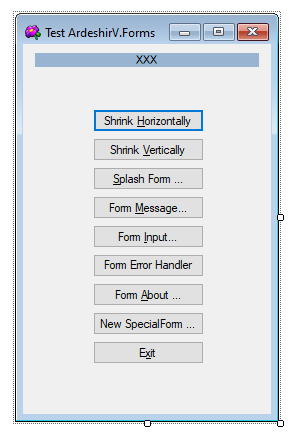 Test ArdeshirV.Forms
XXX
Shrink Horizontally
Shrink Vertically
Splash Form ...
Form Message...
Form Input...
Form Error Handler
Form About ...
New SpecialForm ...
Exit